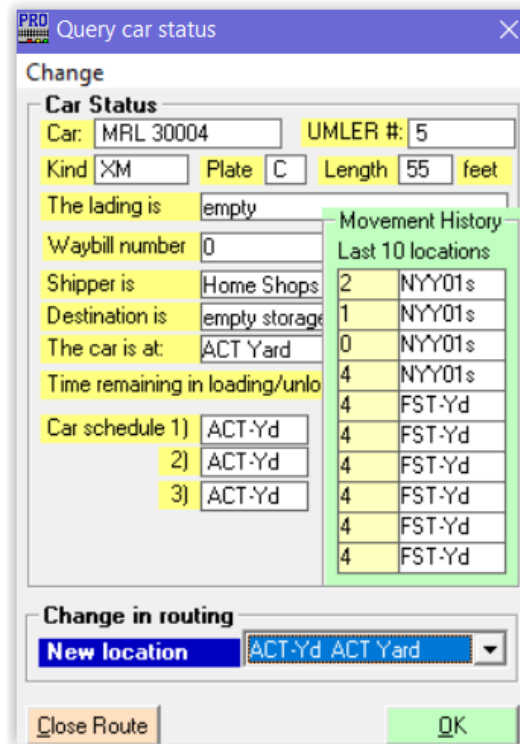 PRO Query car status
Change
Car Status
Car: MRL 30004 UMLER #: 5
Kind XM Plate C Length 55 feet
The lading is empty
Waybill number 0
Shipper is Home Shops
Destination is empty storage
The car is at: ACT Yard
Time remaining in loading/unlo
Car schedule 1) ACT-Yd
2) ACT-Yd
3) ACT-Yd
Movement History
Last 10 locations
2 NYY01s
1 NYY01s
0 NYY01s
4 NYY01s
4 FST-Yd
4 FST-Yd
4 FST-Yd
4 FST-Yd
4 FST-Yd
4 FST-Yd
Change in routing
New location ACT-Yd ACT Yard
Close Route OK